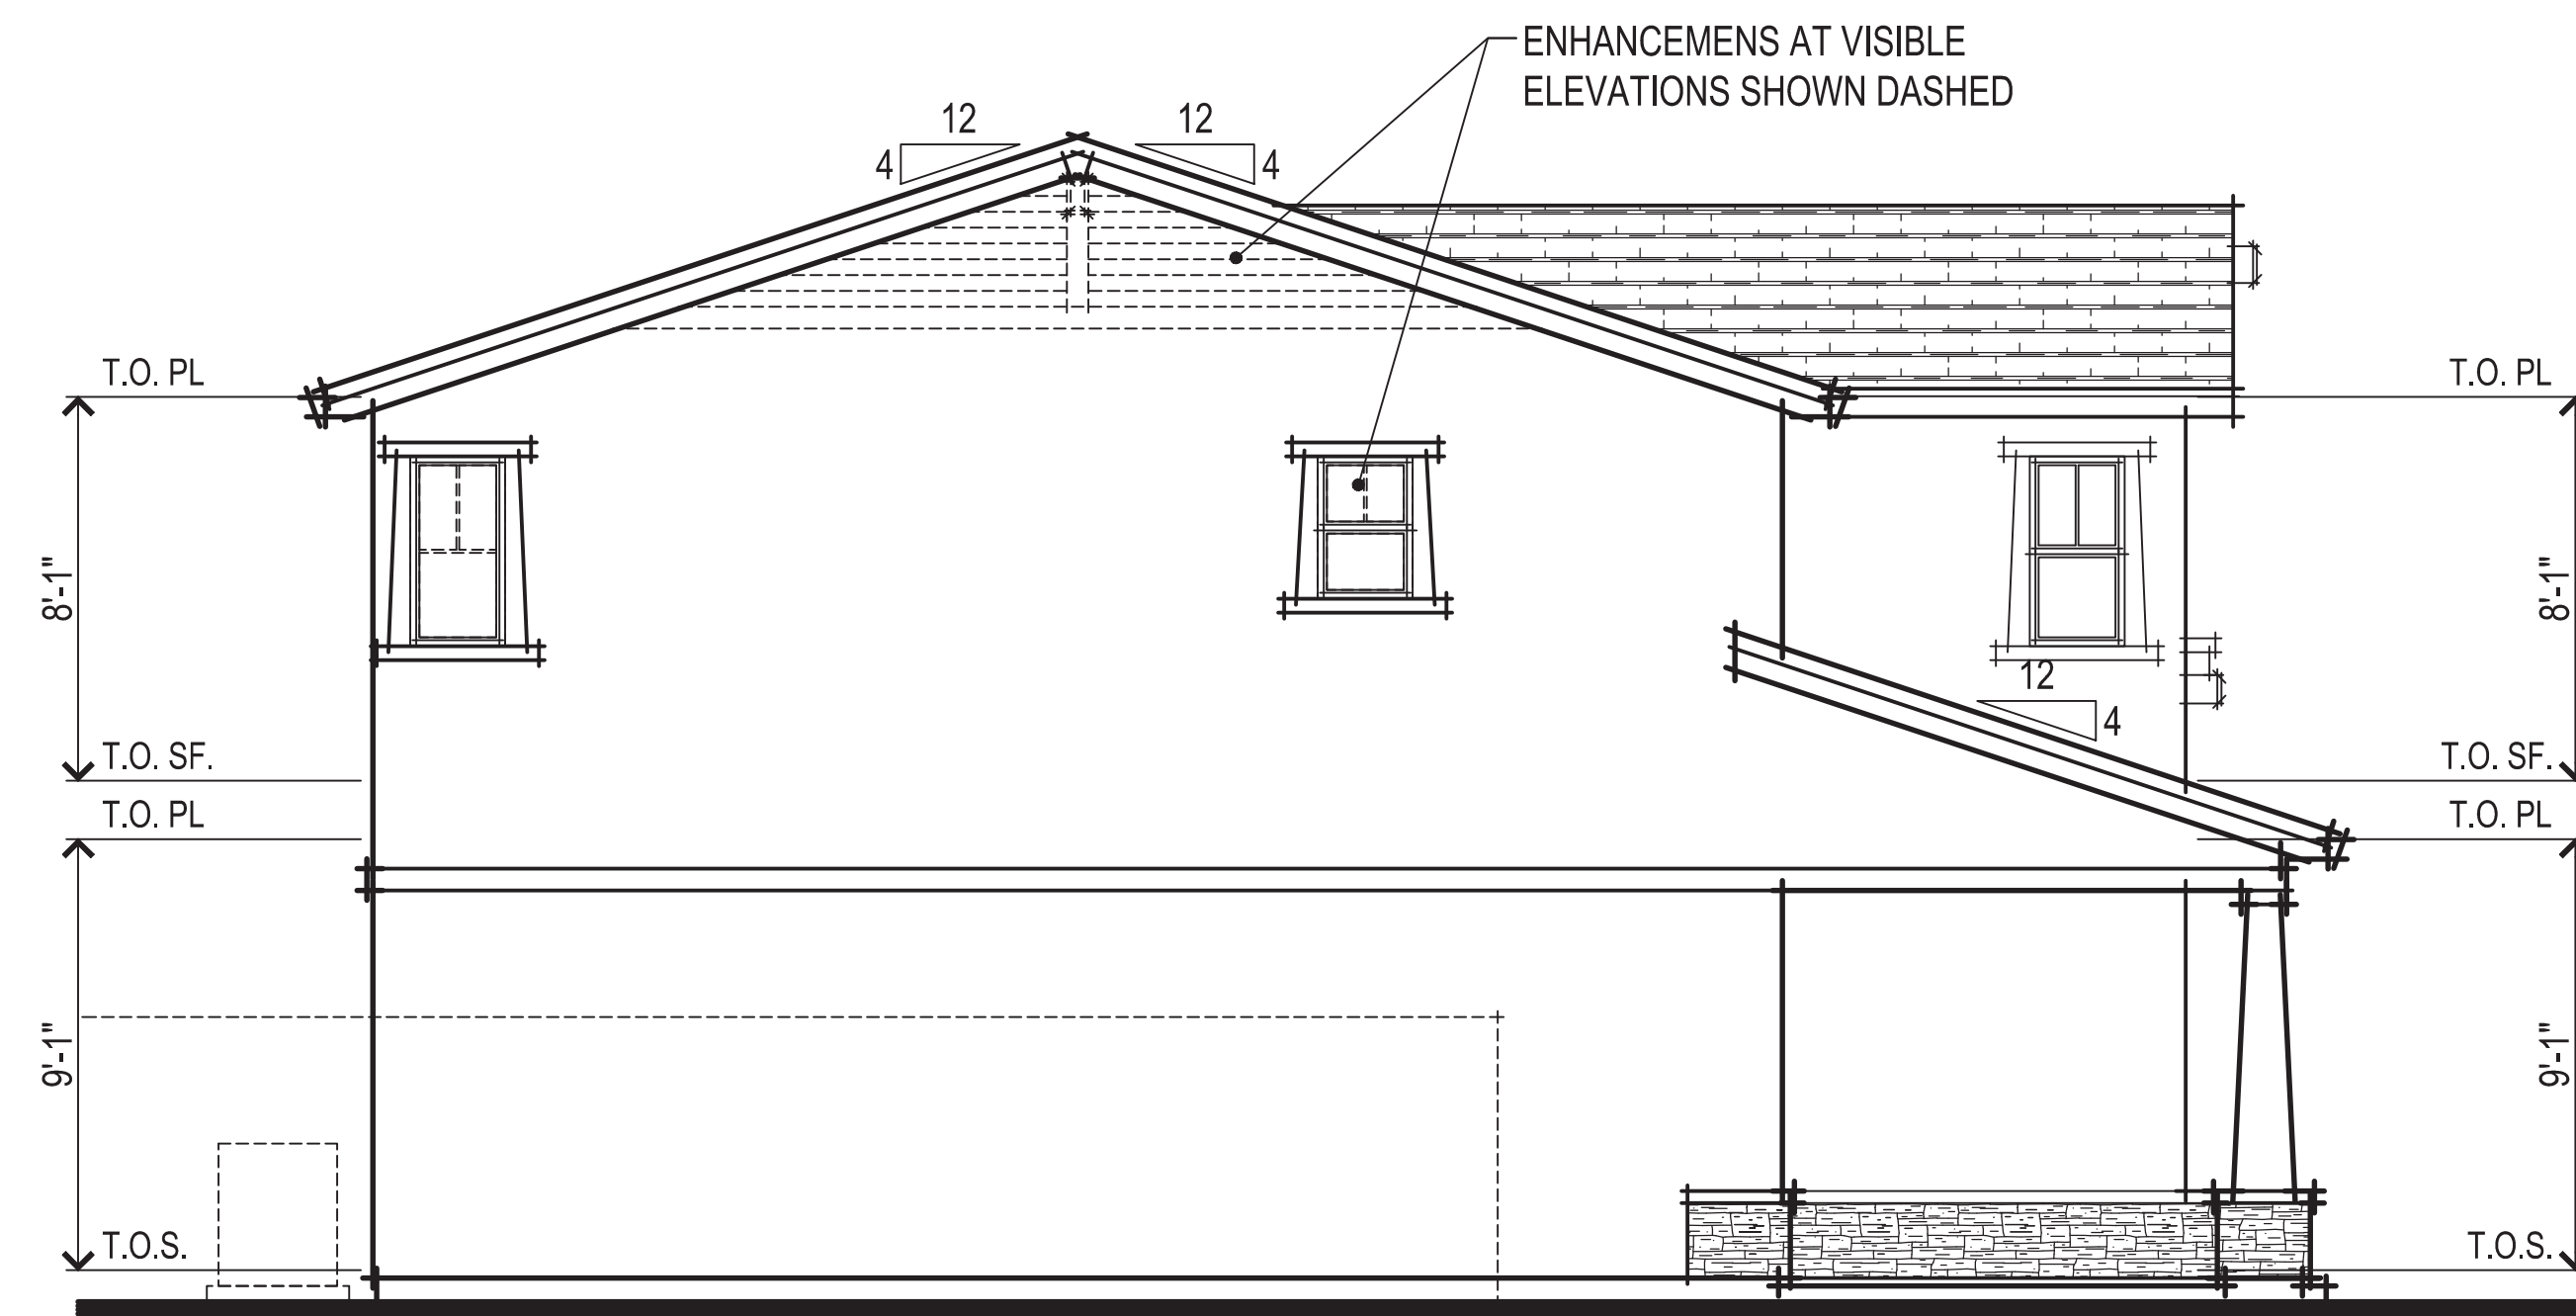 ENHANCEMENS AT VISIBLE
ELEVATIONS SHOWN DASHED
12
12
4
4
T.O. PL
T.O. PL
8'-1"
8'-1"
12
4
T.O. SF.
T.O. SF.
T.O. PL
T.O. PL
9'-1"
9'-1"
T.O.S.
T.O.S.